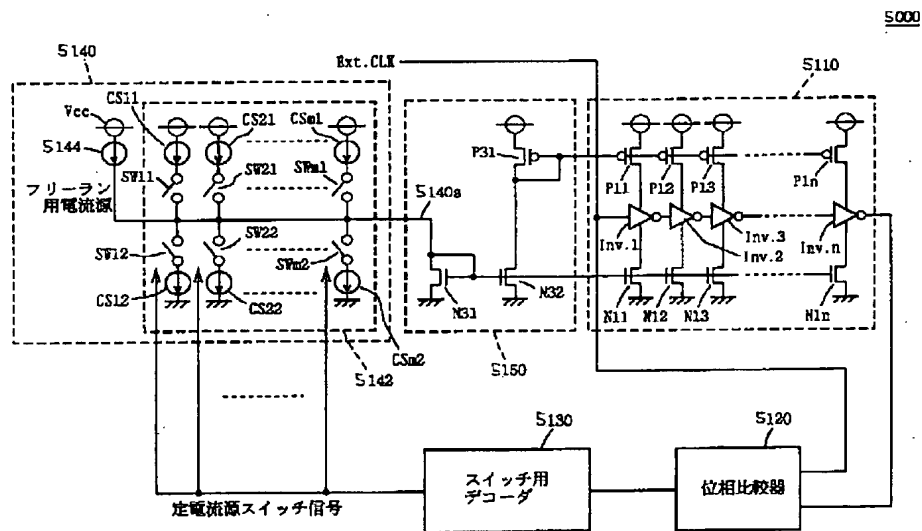 5000
5140
Ext.CLK
5110
Vcc
CS11
CS21
CSm1
5144
P31
SW11
SW21
SWm1
フリーラン
用電流源
5140a
P11
P12
P13
P1n
SW12
SW22
SWm2
Inv.1
Inv.2
Inv.3
Inv.n
CS12
CS22
CSm2
N31
N32
N11
N12
N13
N1n
5142
5150
5130
5120
スイッチ用
デコーダ
位相比較器
定電流源スイッチ信号